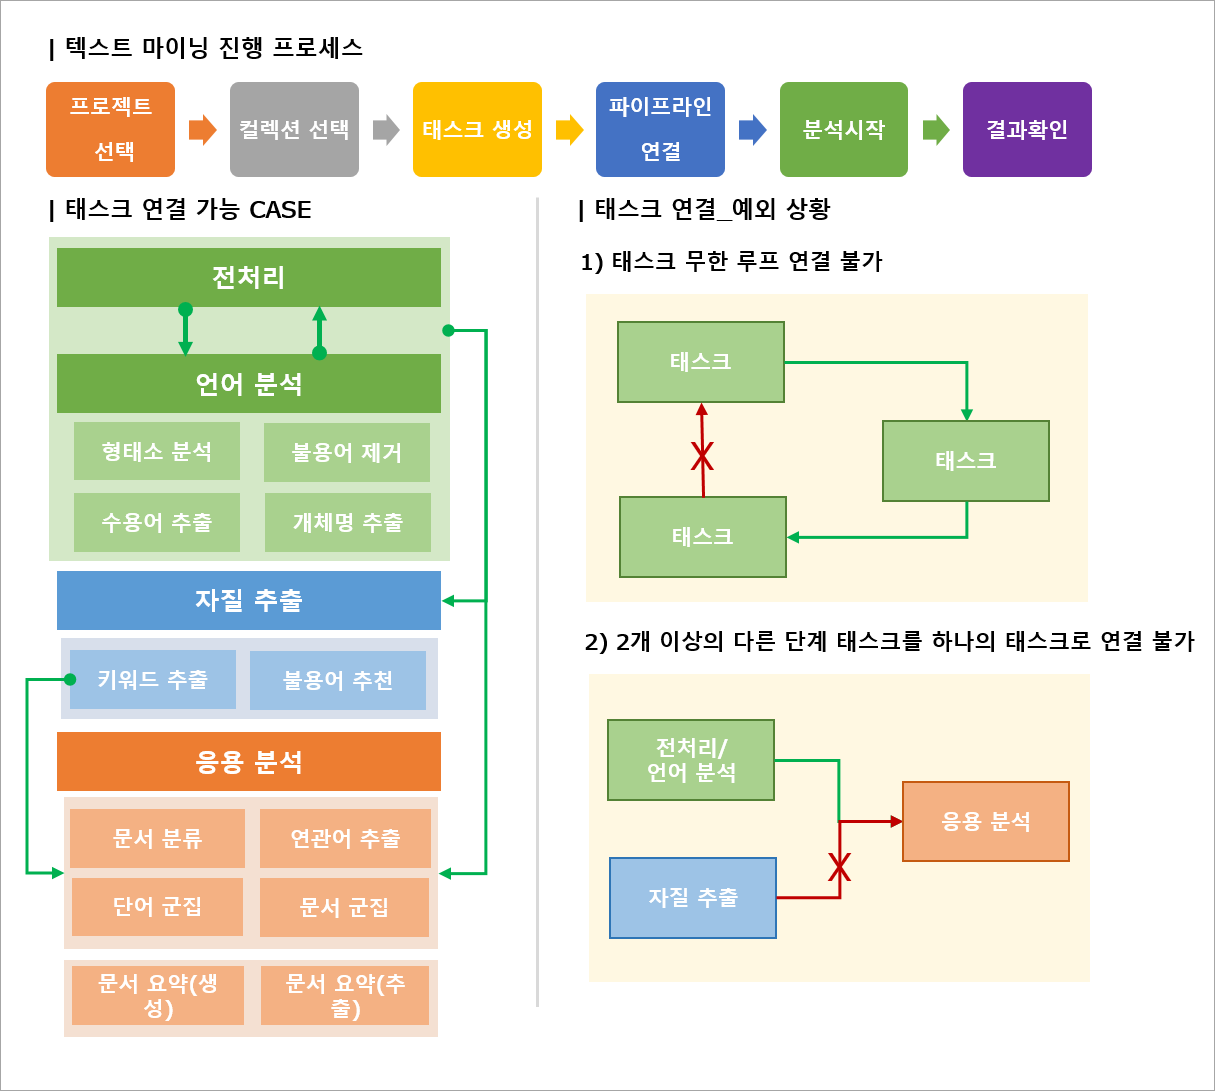 | 텍스트 마이닝 진행 프로세스
프로젝트
선택
컬렉션 선택
태스크 생성
파이프라인
연결
분석시작
결과확인
| 태스크 연결 가능 CASE
전처리
언어 분석
형태소 분석
불용어 제거
수용어 추출
개체명 추출
자질 추출
키워드 추출
불용어 추천
응용 분석
문서 분류
연관어 추출
단어 군집
문서 군집
문서 요약(생
성)
문서 요약(추
출)
| 태스크 연결_예외 상황
1) 태스크 무한 루프 연결 불가
태스크
태스크
X
태스크
2) 2개 이상의 다른 단계 태스크를 하나의 태스크로 연결 불가
전처리/
언어 분석
응용 분석
X
자질 추출